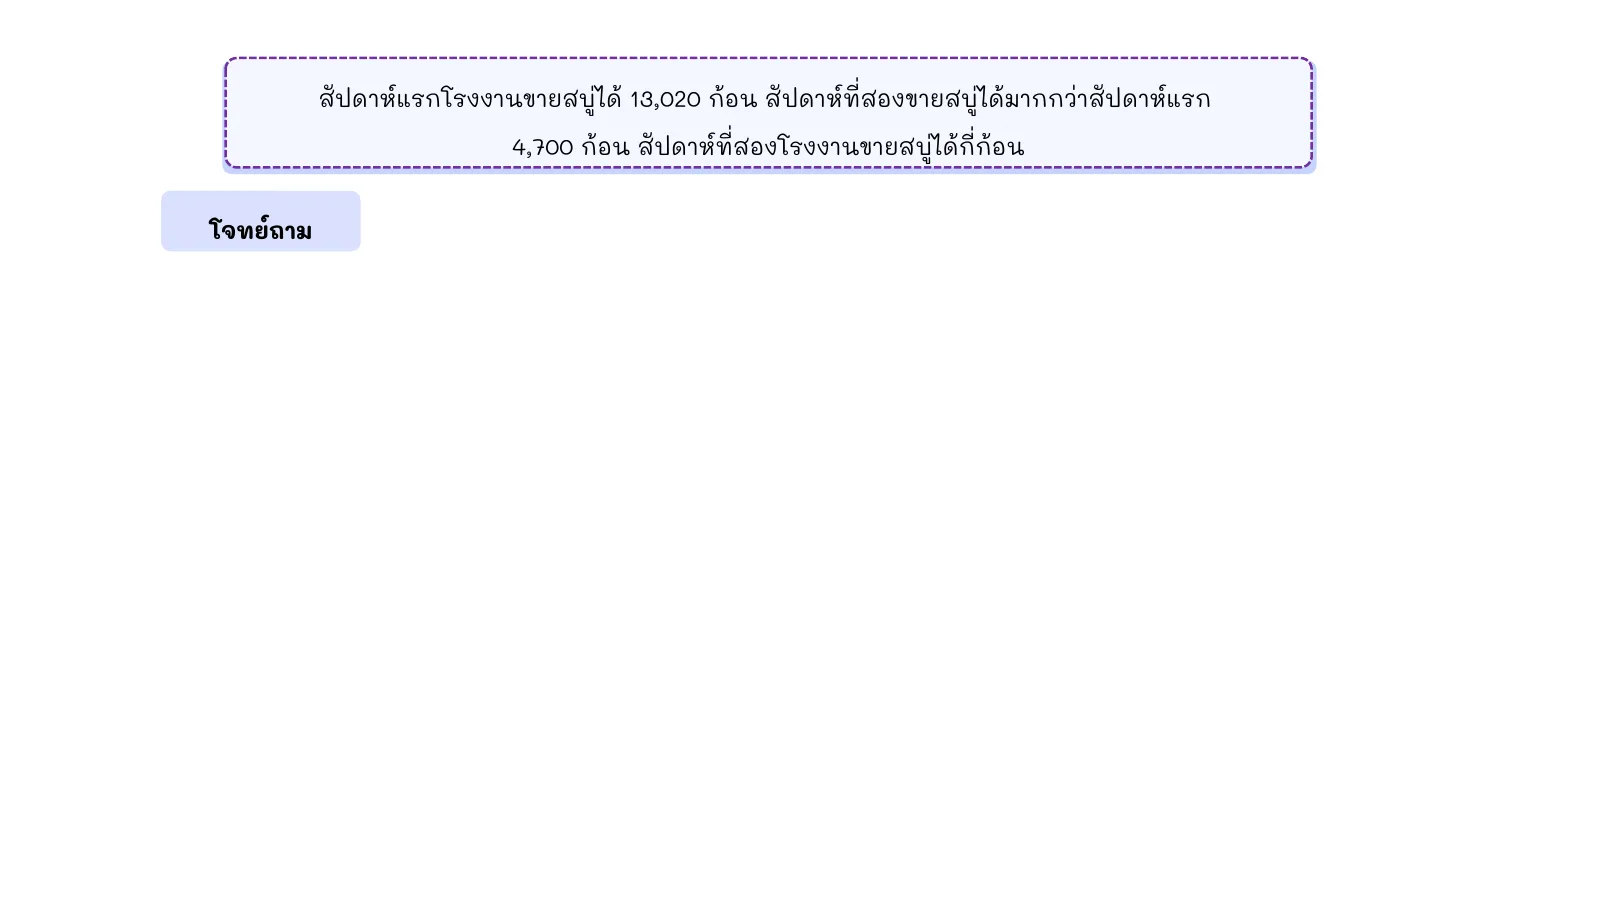 สัปดาห์แรกโรงงานขายสบู่ได้ 13,020 ก้อน สัปดาห์ที่สองขายสบู่ได้มากกว่าสัปดาห์แรก
4,700 ก้อน สัปดาห์ที่สองโรงงานขายสบู่ได้กี่ก้อน
โจทย์ถาม